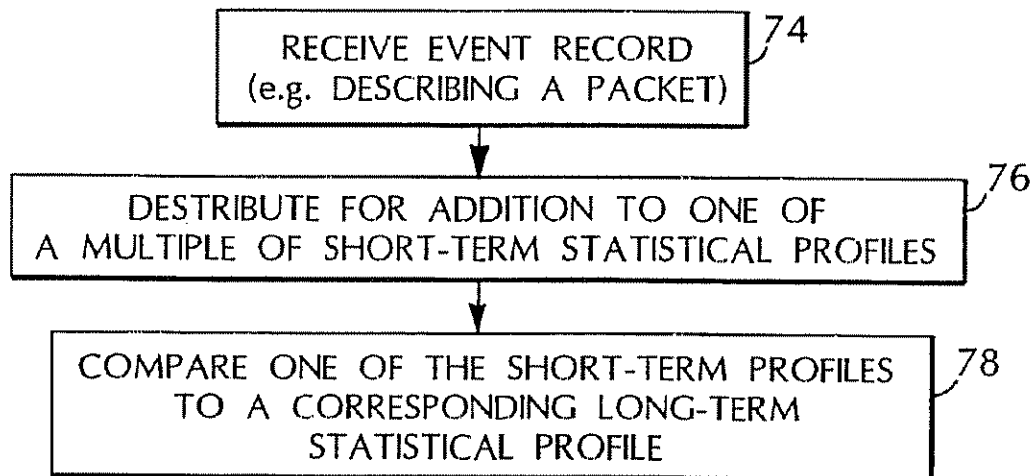 RECEIVE EVENT RECORD
(e.g. DESCRIBING A PACKET)
74
DESTRIBUTE FOR ADDITION TO ONE OF
A MULTIPLE OF SHORT-TERM STATISTICAL PROFILES
76
COMPARE ONE OF THE SHORT-TERM PROFILES
TO A CORRESPONDING LONG-TERM
STATISTICAL PROFILE
78